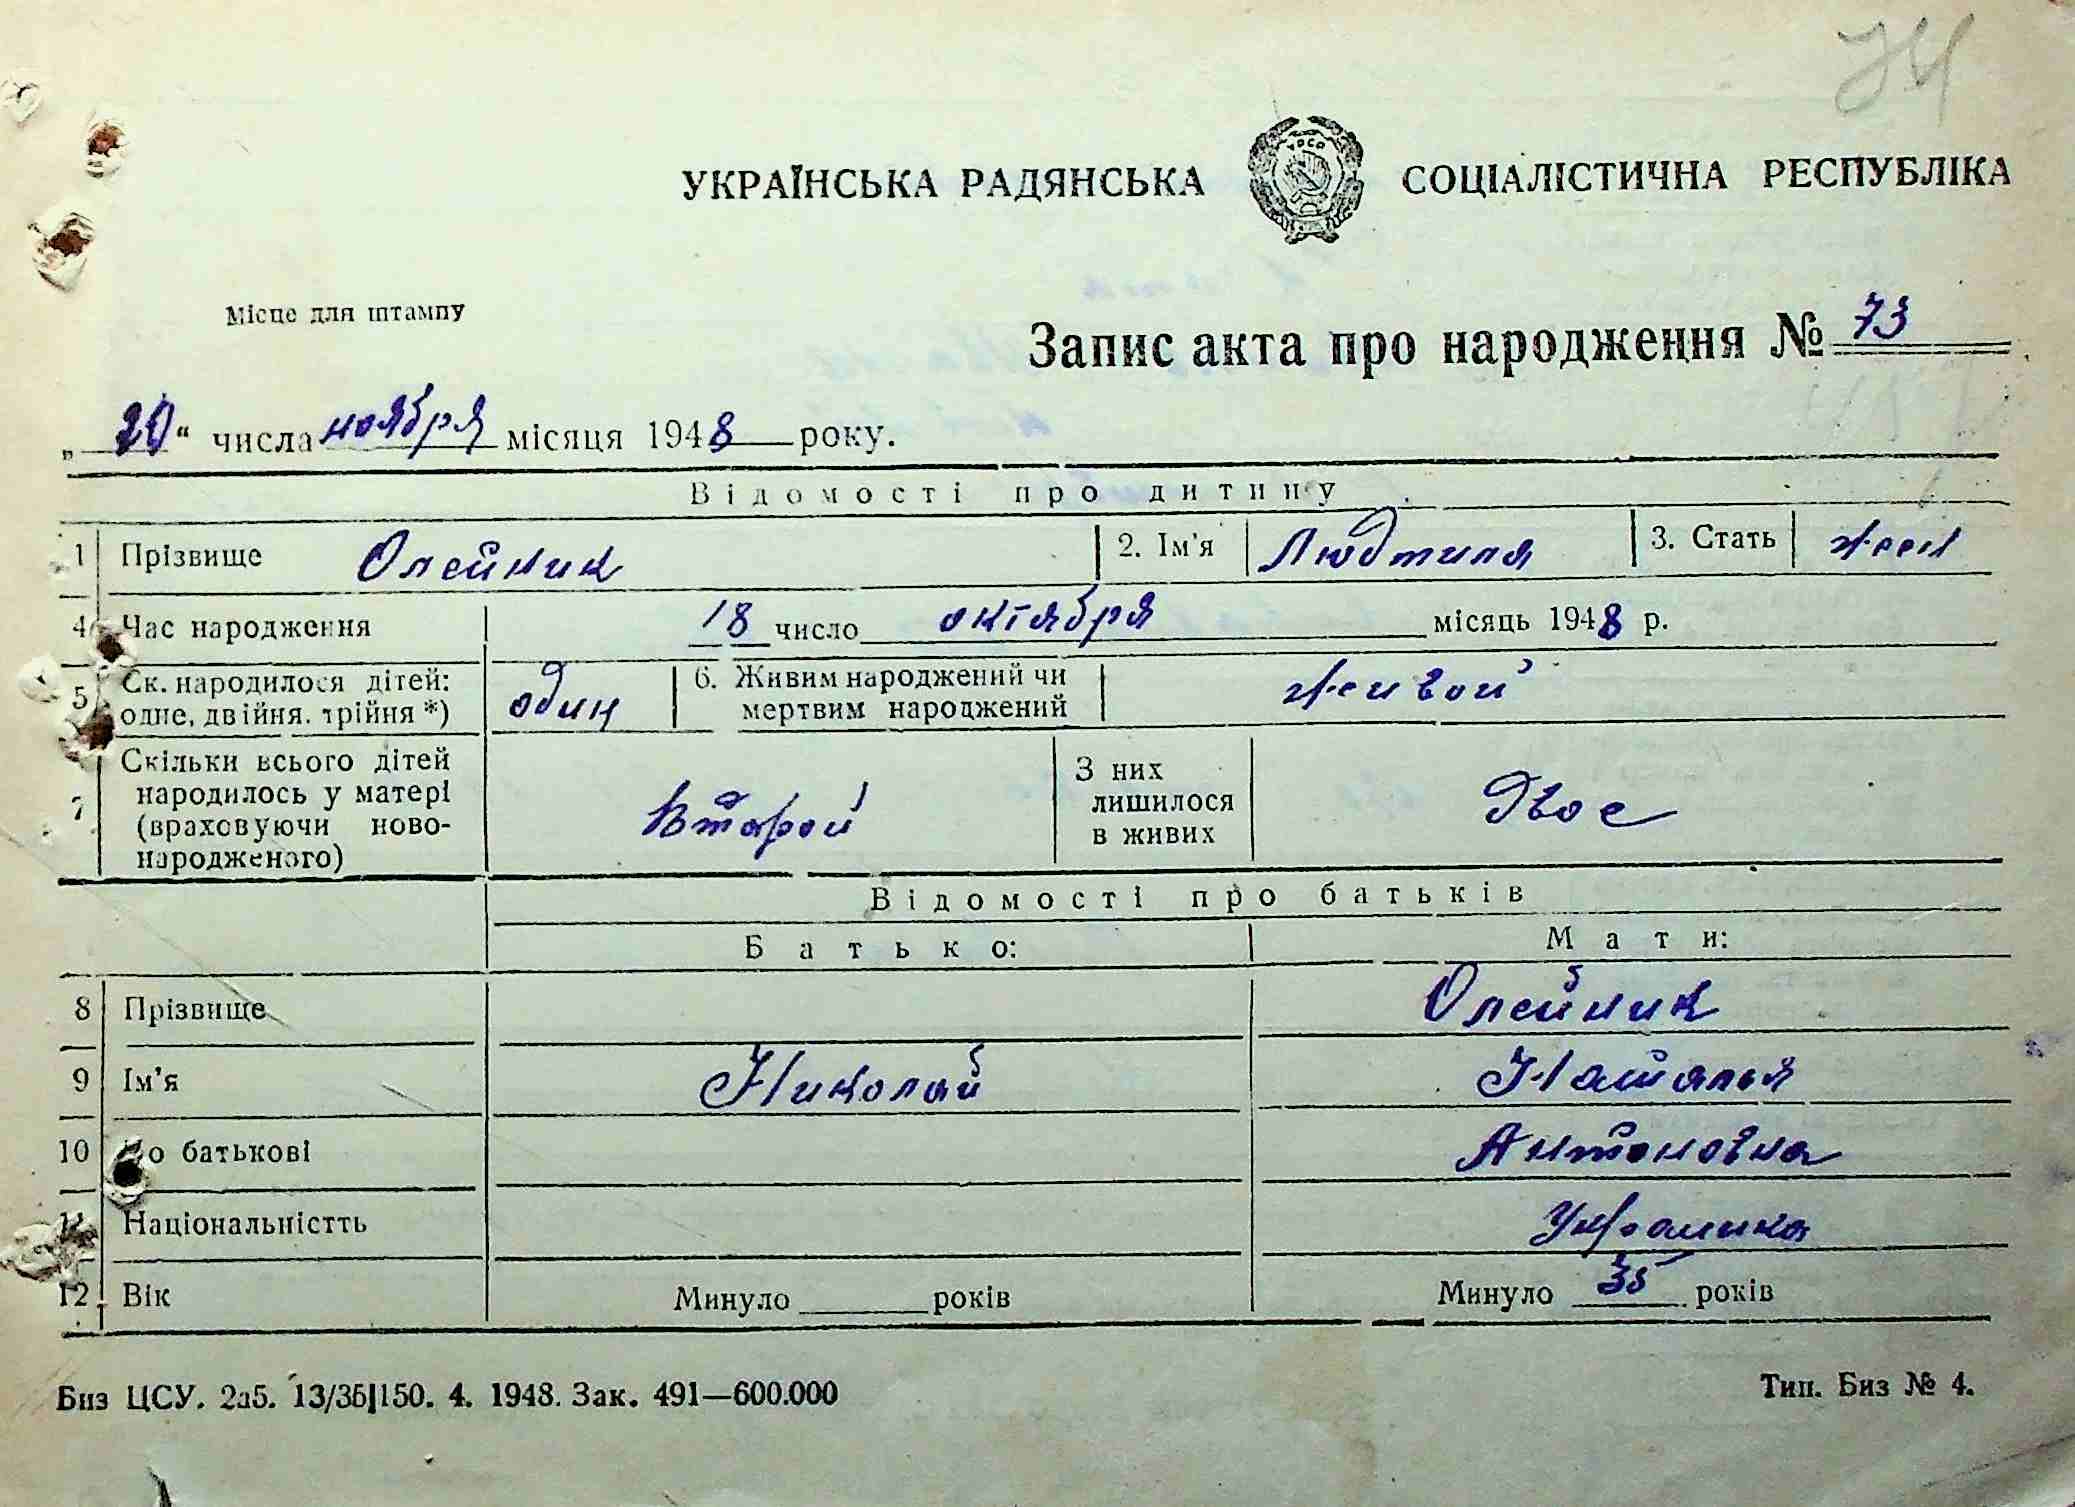 74
УКРАЇНСЬКА РАДЯНСЬКА СОЦІАЛІСТИЧНА РЕСПУБЛІКА
УРСР
Місце для штампу
Запис акта про народження № 73
„20“ числа ноября місяця 1948 року.
Відомості про дитину
1 Прізвище Олейник 2. Ім'я Людмила 3. Стать жен
4 Час народження 18 число октября місяць 1948 р.
5 Ск. народилося дітей: одне, двійня, трійня *) один 6. Живим народжений чи мертвим народжений живой
7 Скільки всього дітей народилось у матері (враховуючи ново-народженого) Второй З них лишилося в живих Двое
Відомості про батьків
Батько: Мати:
8 Прізвище Олейник
9 Ім'я Николай Наталья
10 По батькові Антоновна
11 Національністть Украинка
12 Вік Минуло ____ років Минуло 35 років
Биз ЦСУ. 2а5. 13/35|150. 4. 1948. Зак. 491—600.000 Тип. Биз № 4.